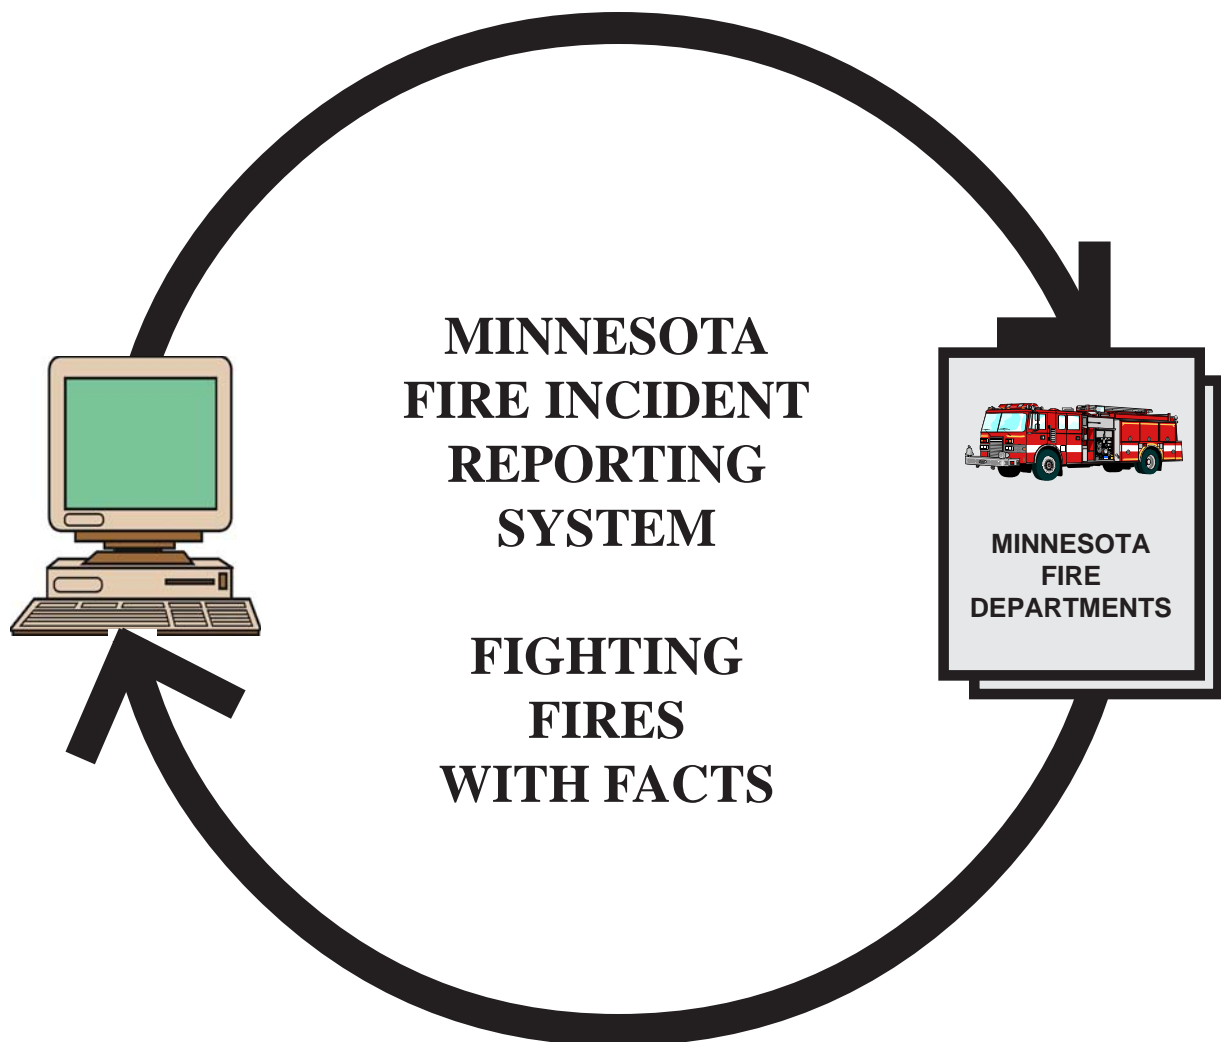 MINNESOTA
FIRE INCIDENT
REPORTING
SYSTEM
FIGHTING
FIRES
WITH FACTS
MINNESOTA
FIRE
DEPARTMENTS